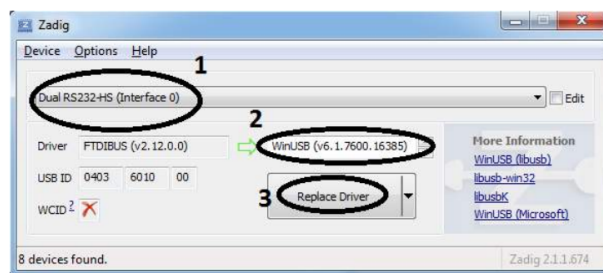 Zadig
Device Options Help
1
Dual RS232-HS (Interface 0)
Edit
2
Driver FTDIBUS (v2.12.0.0) WinUSB (v6.1.7600.16385)
More Information
WinUSB (libusb)
USB ID 0403 6010 00
libusb-win32
3 Replace Driver
libusbK
WCID ?
WinUSB (Microsoft)
8 devices found. Zadig 2.1.1.674